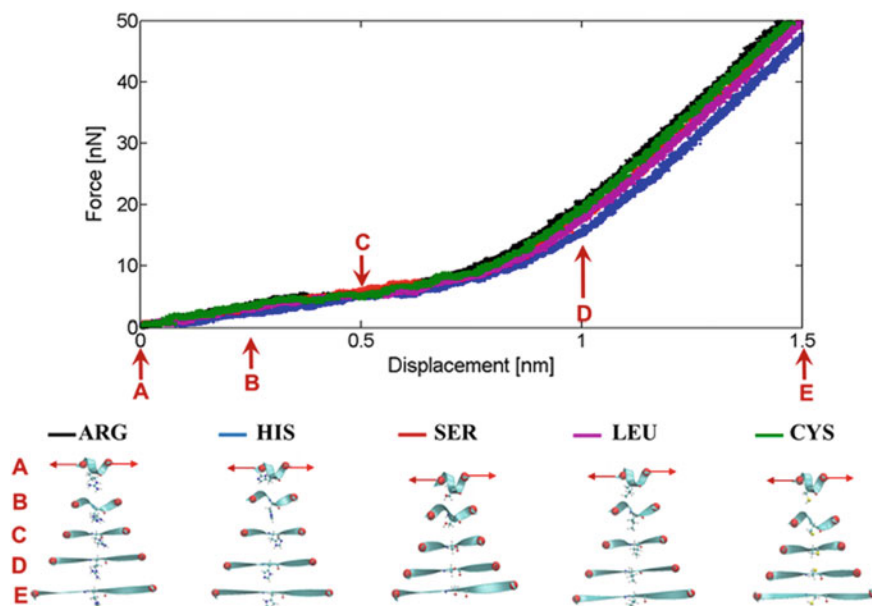 50
40
30
20
10
0
Force [nN]
C
D
0 0.5 1 1.5
Displacement [nm]
A B E
ARG HIS SER LEU CYS
A
B
C
D
E